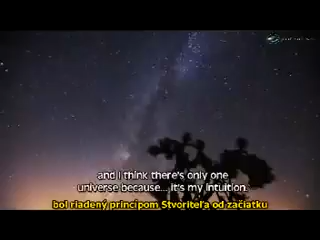 and I think there's only one
universe because... it's my intuition.
bol riadený princípom Stvoriteľa od začiatku